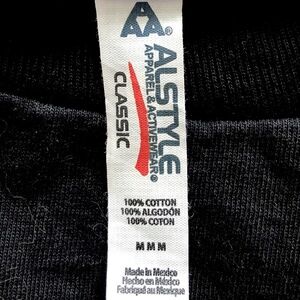 AAA®
ALSTYLE
APPAREL & ACTIVEWEAR®
CLASSIC
100% COTTON
100% ALGODÓN
100% COTON
M M M
Made in Mexico
Hecho en México
Fabriqué au Mexique